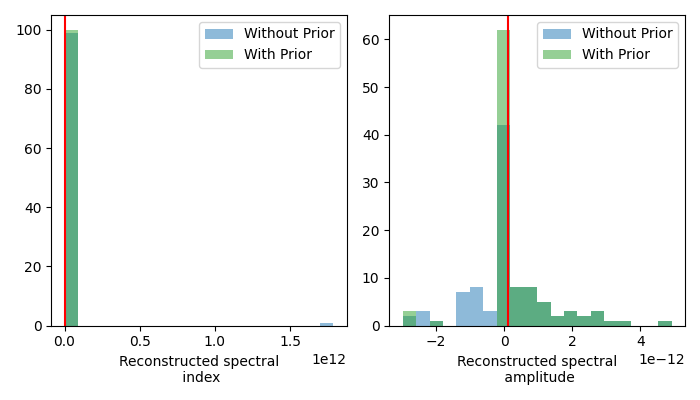 100
80
60
40
20
0
Without Prior
With Prior
0.0 0.5 1.0 1.5
1e12
Reconstructed spectral
index
60
50
40
30
20
10
0
Without Prior
With Prior
−2 0 2 4
1e−12
Reconstructed spectral
amplitude